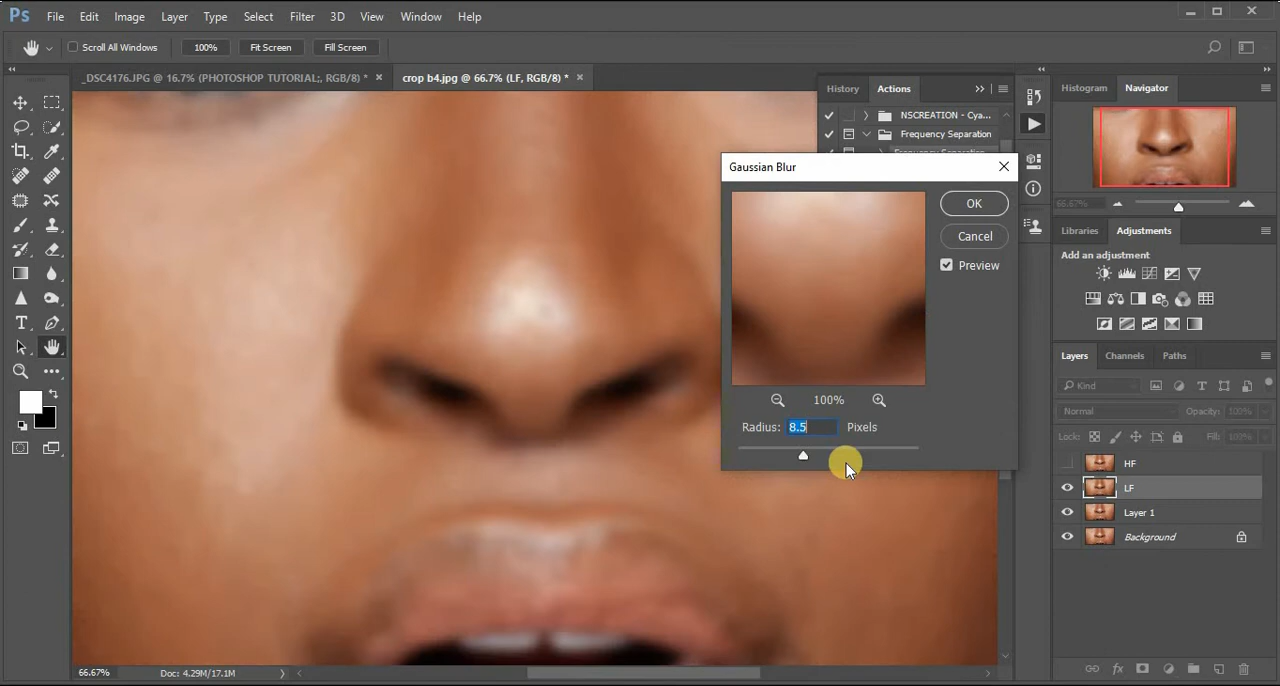 Ps File Edit Image Layer Type Select Filter 3D View Window Help
Scroll All Windows 100% Fit Screen Fill Screen
_DSC4176.JPG @ 16.7% (PHOTOSHOP TUTORIAL;, RGB/8) * crop b4.jpg @ 66.7% (LF, RGB/8) *
History Actions
NSCREATION - Cya...
Frequency Separation
Gaussian Blur
OK
Cancel
Preview
100%
Radius: 8.5 Pixels
Histogram Navigator
66.67%
Libraries Adjustments
Add an adjustment
Layers Channels Paths
Kind
Normal Opacity: 100%
Lock: Fill: 100%
HF
LF
Layer 1
Background
T
66.67% Doc: 4.29M/17.1M
fx